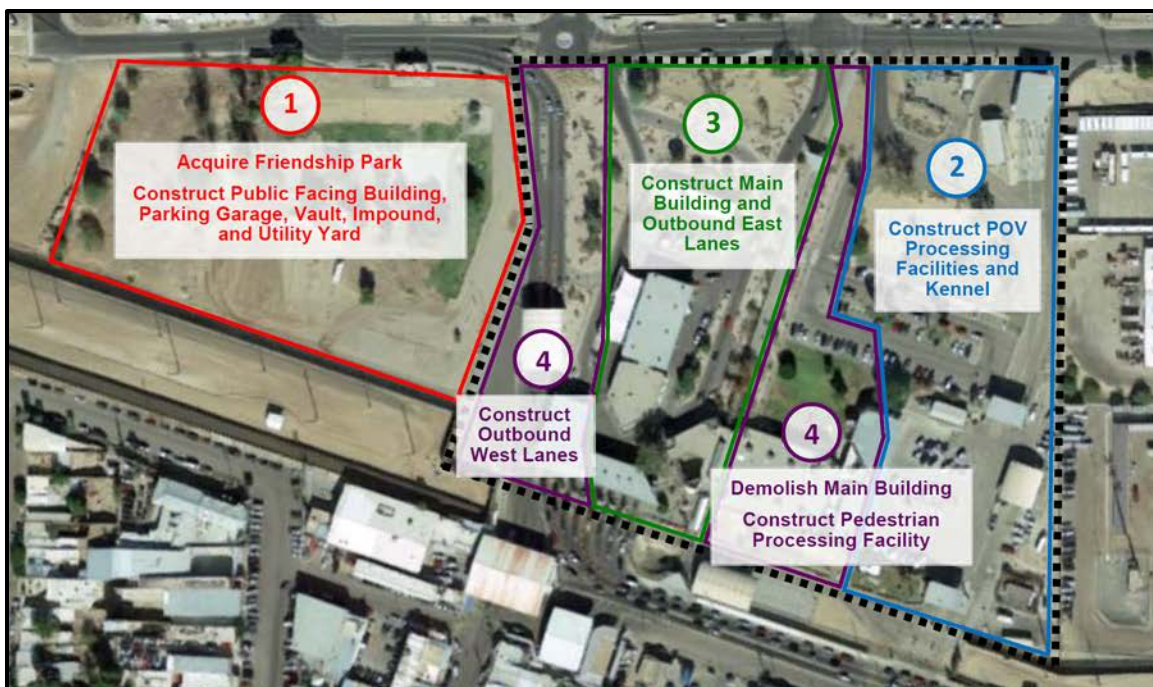 1
Acquire Friendship Park
Construct Public Facing Building,
Parking Garage, Vault, Impound,
and Utility Yard
4
Construct
Outbound
West Lanes
3
Construct Main
Building and
Outbound East
Lanes
4
Demolish Main Building
Construct Pedestrian
Processing Facility
2
Construct POV
Processing
Facilities and
Kennel